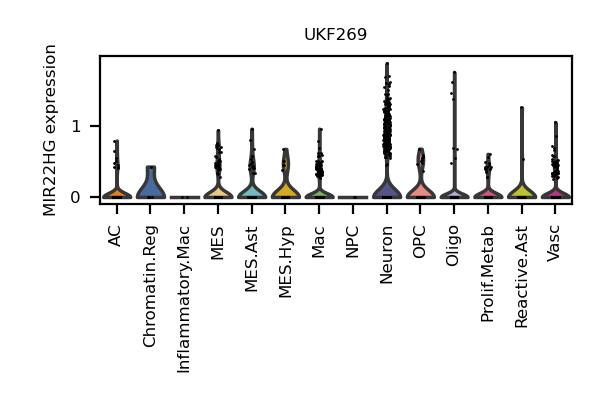 UKF269
MIR22HG expression
1
0
AC
Chromatin.Reg
Inflammatory.Mac
MES
MES.Ast
MES.Hyp
Mac
NPC
Neuron
OPC
Oligo
Prolif.Metab
Reactive.Ast
Vasc